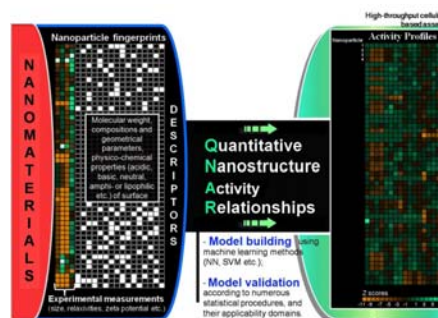 NANOMATERIALS
Nanoparticle fingerprints
Molecular weight,
compositions and
geometrical
parameters,
physico-chemical
properties (acidic,
basic, neutral,
amphi- or lipophilic
etc.) of surface
Experimental measurements
(size, relaxivities, zeta potential etc.)
DESCRIPTORS
Quantitative
Nanostructure
Activity
Relationships
- Model building using
machine learning methods
(NN, SVM etc.);
- Model validation
according to numerous
statistical procedures, and
their applicability domains.
High-throughput cellul
based assa
Nanoparticle
Activity Profiles
Z scores